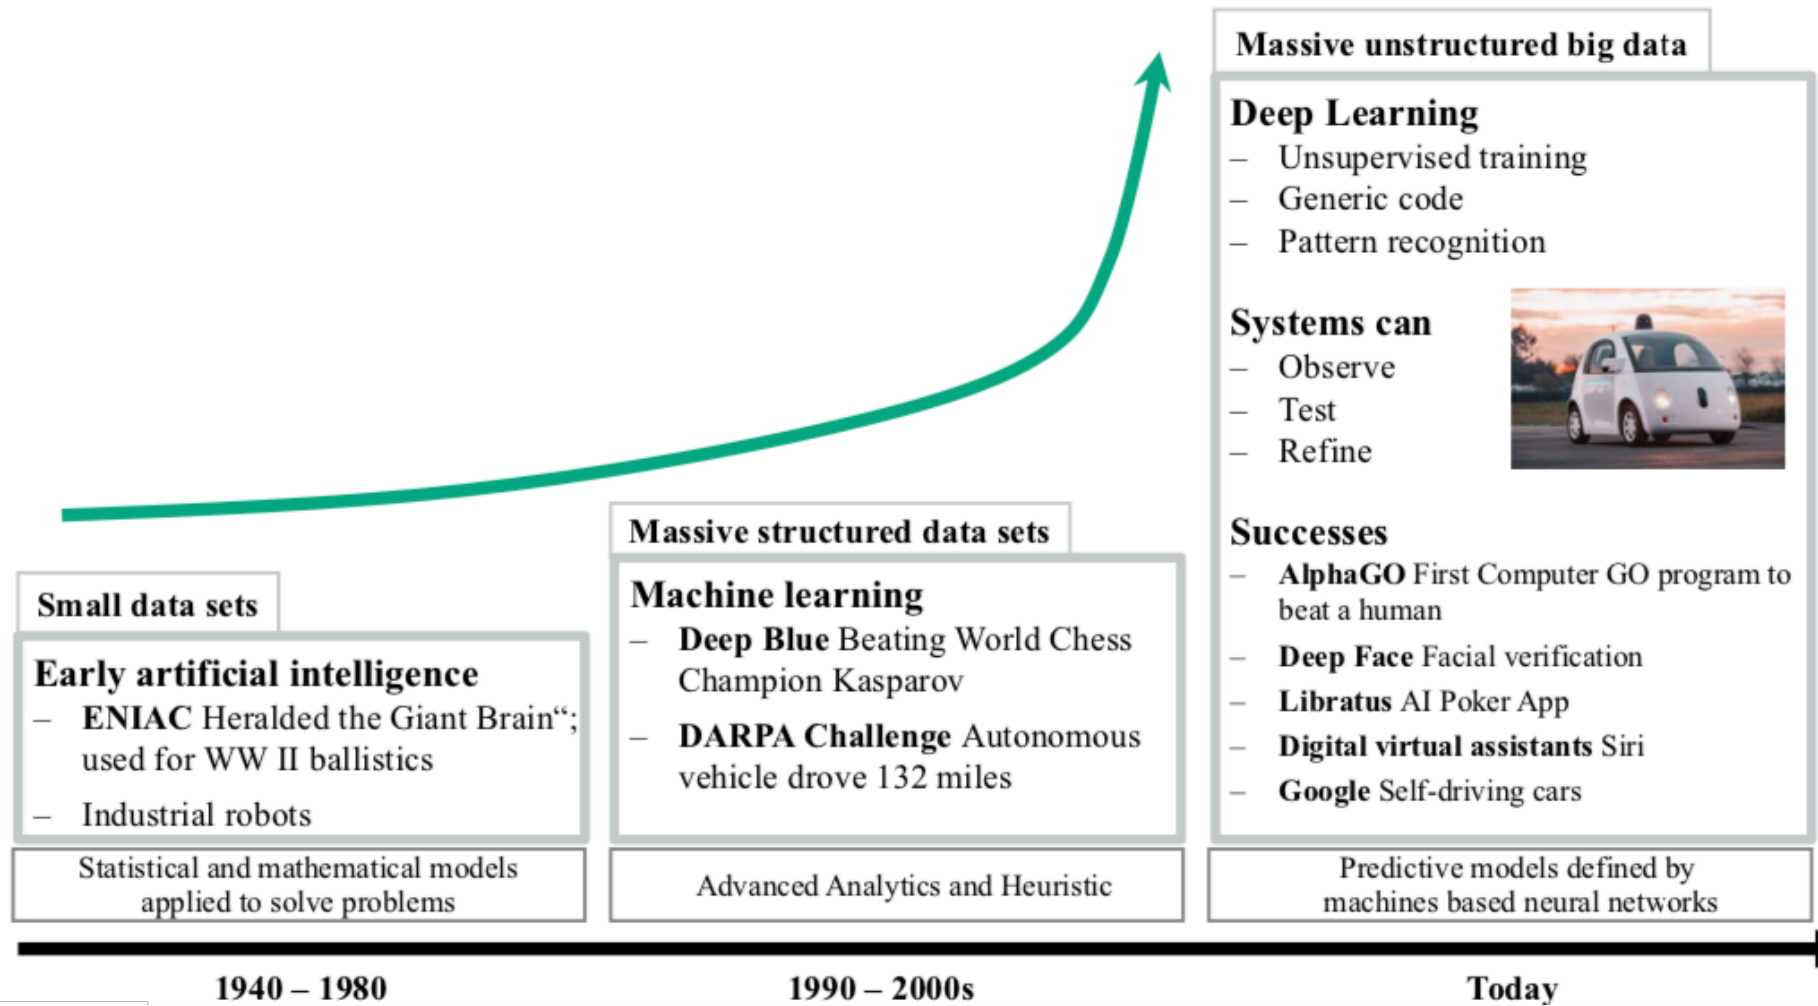 Small data sets
Early artificial intelligence
– ENIAC Heralded the Giant Brain“;
used for WW II ballistics
– Industrial robots
Statistical and mathematical models
applied to solve problems
1940 – 1980
Massive structured data sets
Machine learning
– Deep Blue Beating World Chess
Champion Kasparov
– DARPA Challenge Autonomous
vehicle drove 132 miles
Advanced Analytics and Heuristic
1990 – 2000s
Massive unstructured big data
Deep Learning
– Unsupervised training
– Generic code
– Pattern recognition
Systems can
– Observe
– Test
– Refine
Successes
– AlphaGO First Computer GO program to
beat a human
– Deep Face Facial verification
– Libratus AI Poker App
– Digital virtual assistants Siri
– Google Self-driving cars
Predictive models defined by
machines based neural networks
Today